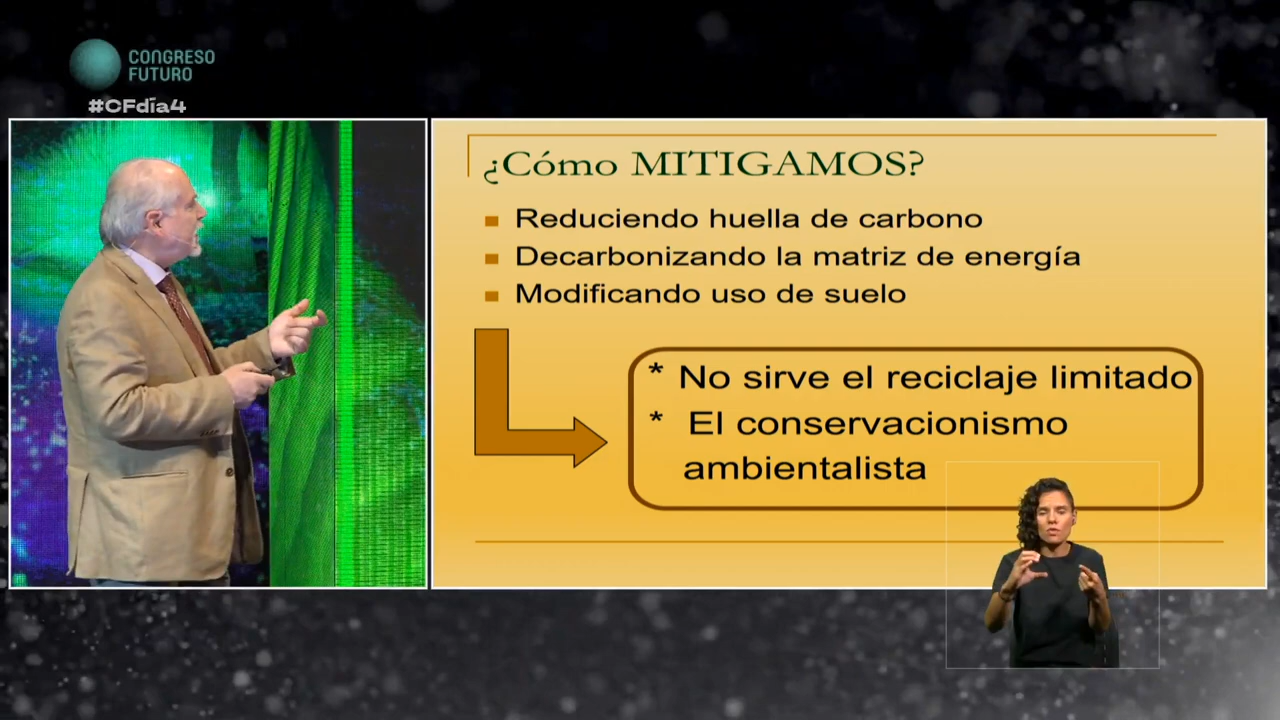 CONGRESO
FUTURO
#CFdía4
¿Cómo MITIGAMOS?
Reduciendo huella de carbono
Decarbonizando la matriz de energía
Modificando uso de suelo
* No sirve el reciclaje limitado
* El conservacionismo
ambientalista